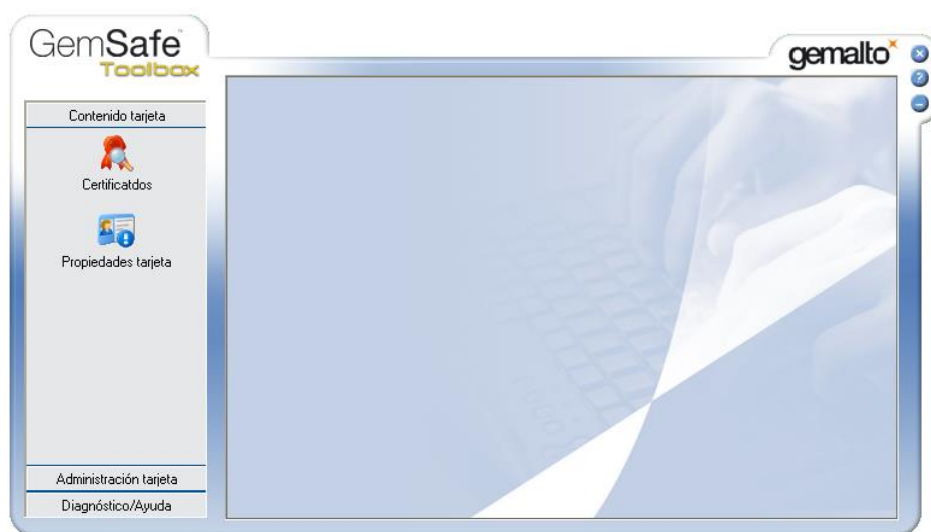 GemSafe
Toolbox
gemalto
Contenido tarjeta
Certificatdos
Propiedades tarjeta
Administración tarjeta
Diagnóstico/Ayuda